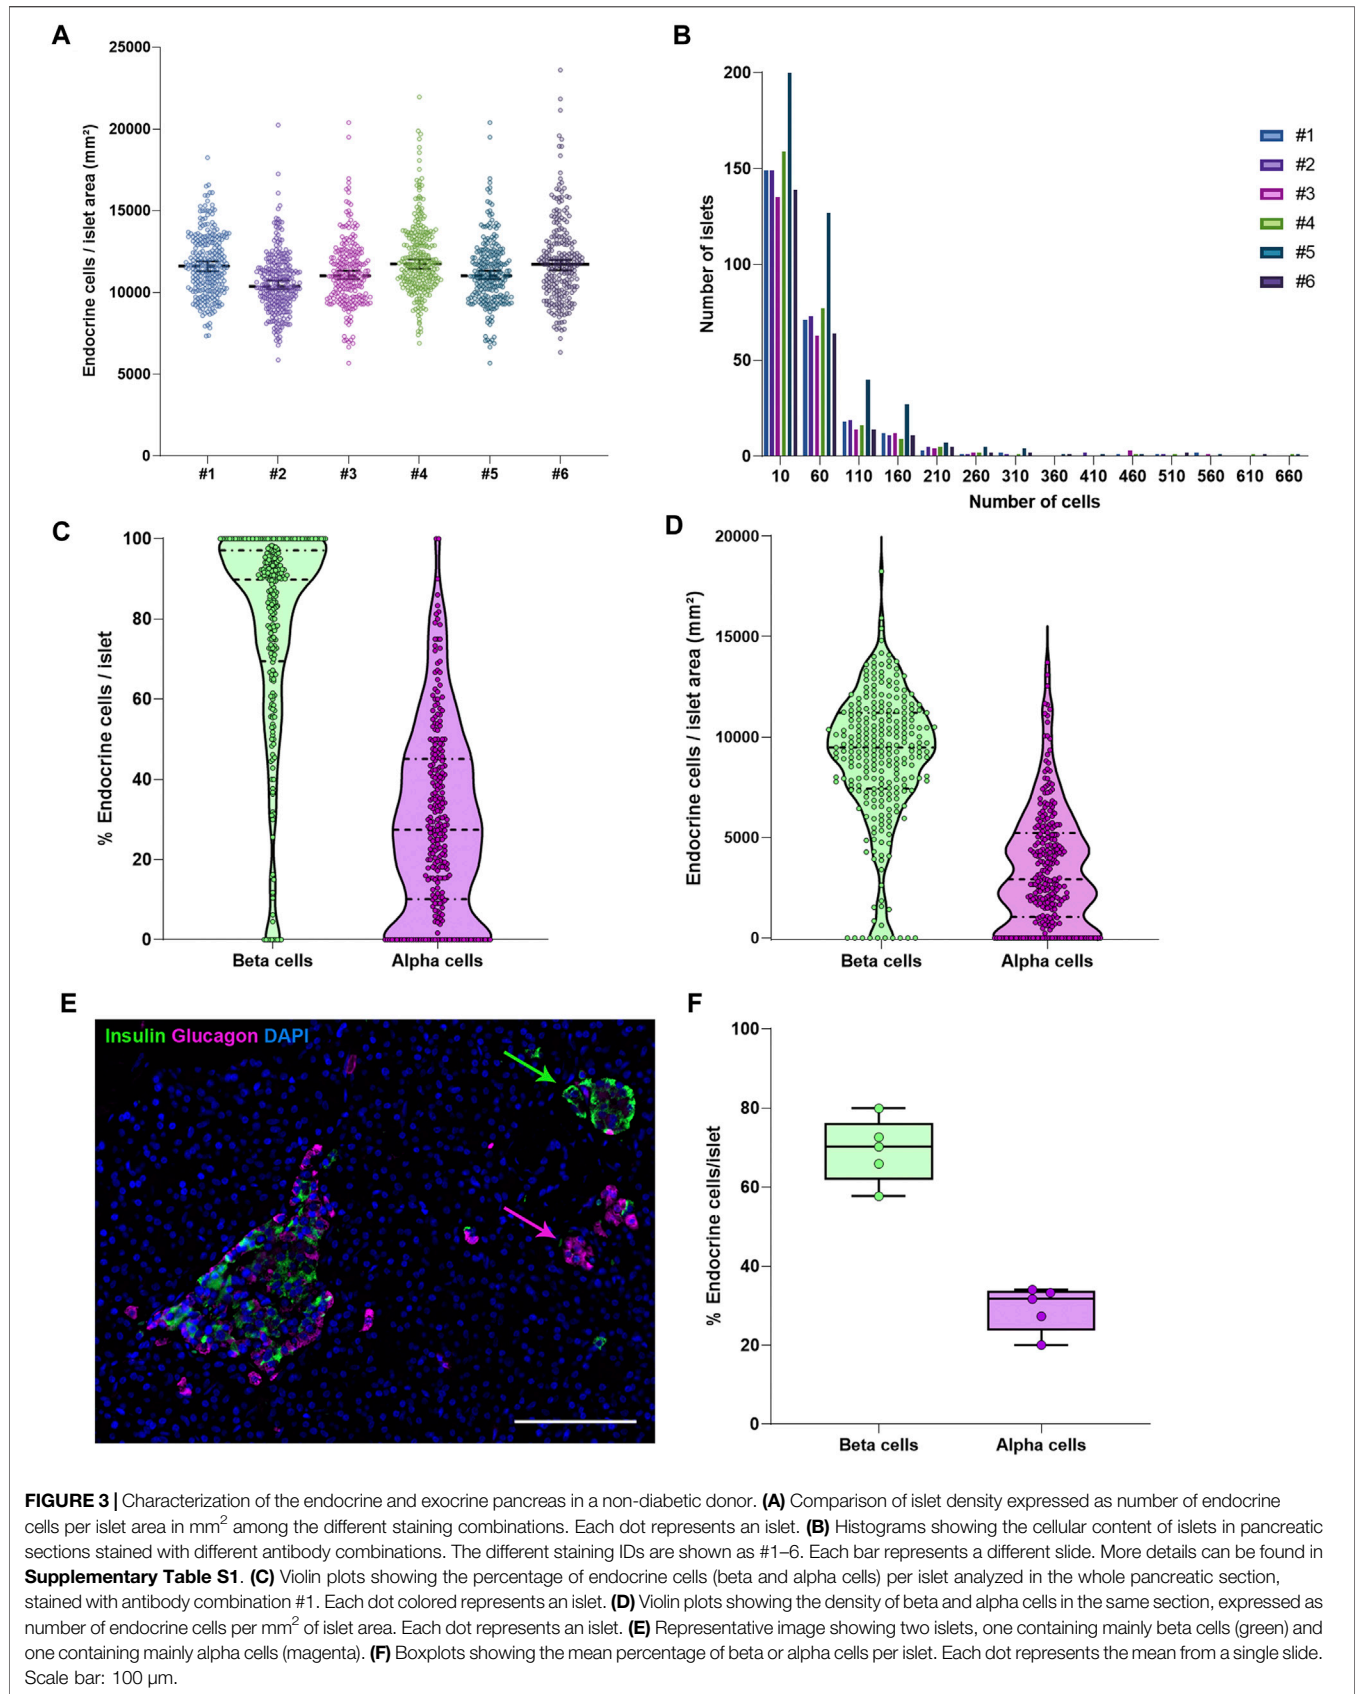 A
25000
20000
15000
10000
5000
0
Endocrine cells / islet area (mm²)
#1 #2 #3 #4 #5 #6
B
200
150
100
50
0
Number of islets
10 60 110 160 210 260 310 360 410 460 510 560 610 660
Number of cells
#1
#2
#3
#4
#5
#6
C
100
80
60
40
20
0
% Endocrine cells / islet
Beta cells Alpha cells
D
20000
15000
10000
5000
0
Endocrine cells / islet area (mm²)
Beta cells Alpha cells
E
Insulin Glucagon DAPI
F
100
80
60
40
20
0
% Endocrine cells/islet
Beta cells Alpha cells
FIGURE 3 | Characterization of the endocrine and exocrine pancreas in a non-diabetic donor. (A) Comparison of islet density expressed as number of endocrine
cells per islet area in mm² among the different staining combinations. Each dot represents an islet. (B) Histograms showing the cellular content of islets in pancreatic
sections stained with different antibody combinations. The different staining IDs are shown as #1–6. Each bar represents a different slide. More details can be found in
Supplementary Table S1. (C) Violin plots showing the percentage of endocrine cells (beta and alpha cells) per islet analyzed in the whole pancreatic section,
stained with antibody combination #1. Each dot colored represents an islet. (D) Violin plots showing the density of beta and alpha cells in the same section, expressed as
number of endocrine cells per mm² of islet area. Each dot represents an islet. (E) Representative image showing two islets, one containing mainly beta cells (green) and
one containing mainly alpha cells (magenta). (F) Boxplots showing the mean percentage of beta or alpha cells per islet. Each dot represents the mean from a single slide.
Scale bar: 100 µm.